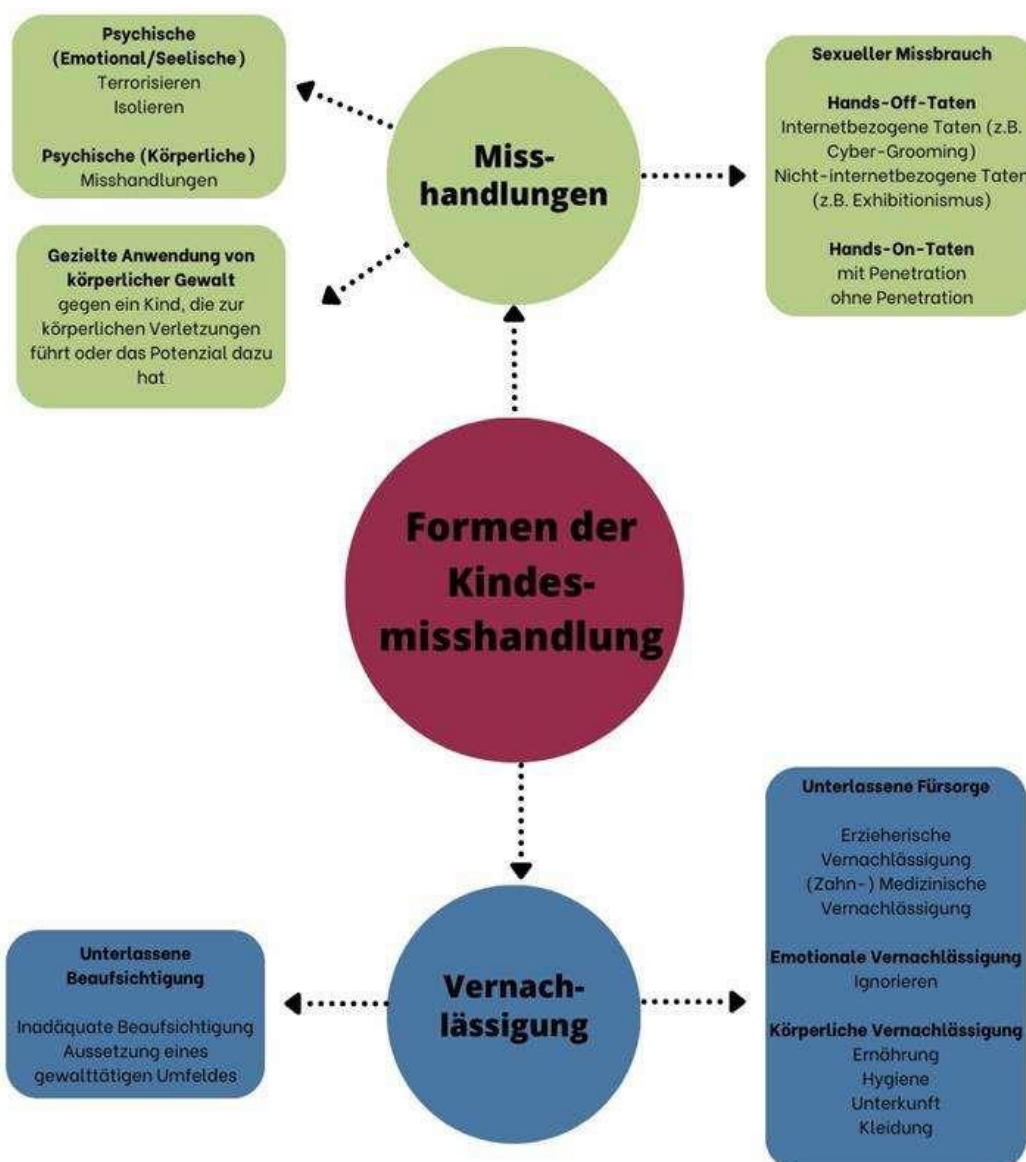 Psychische
(Emotional/Seelische)
Terrorisieren
Isolieren
Psychische (Körperliche)
Misshandlungen
Gezielte Anwendung von
körperlicher Gewalt
gegen ein Kind, die zur
körperlichen Verletzungen
führt oder das Potenzial dazu
hat
Miss-
handlungen
Sexueller Missbrauch
Hands-Off-Taten
Internetbezogene Taten (z.B.
Cyber-Grooming)
Nicht-internetbezogene Taten
(z.B. Exhibitionismus)
Hands-On-Taten
mit Penetration
ohne Penetration
Formen der
Kindes-
misshandlung
Unterlassene
Beaufsichtigung
Inadäquate Beaufsichtigung
Aussetzung eines
gewalttätigen Umfeldes
Vernach-
lässigung
Unterlassene Fürsorge
Erzieherische
Vernachlässigung
(Zahn-) Medizinische
Vernachlässigung
Emotionale Vernachlässigung
Ignorieren
Körperliche Vernachlässigung
Ernährung
Hygiene
Unterkunft
Kleidung